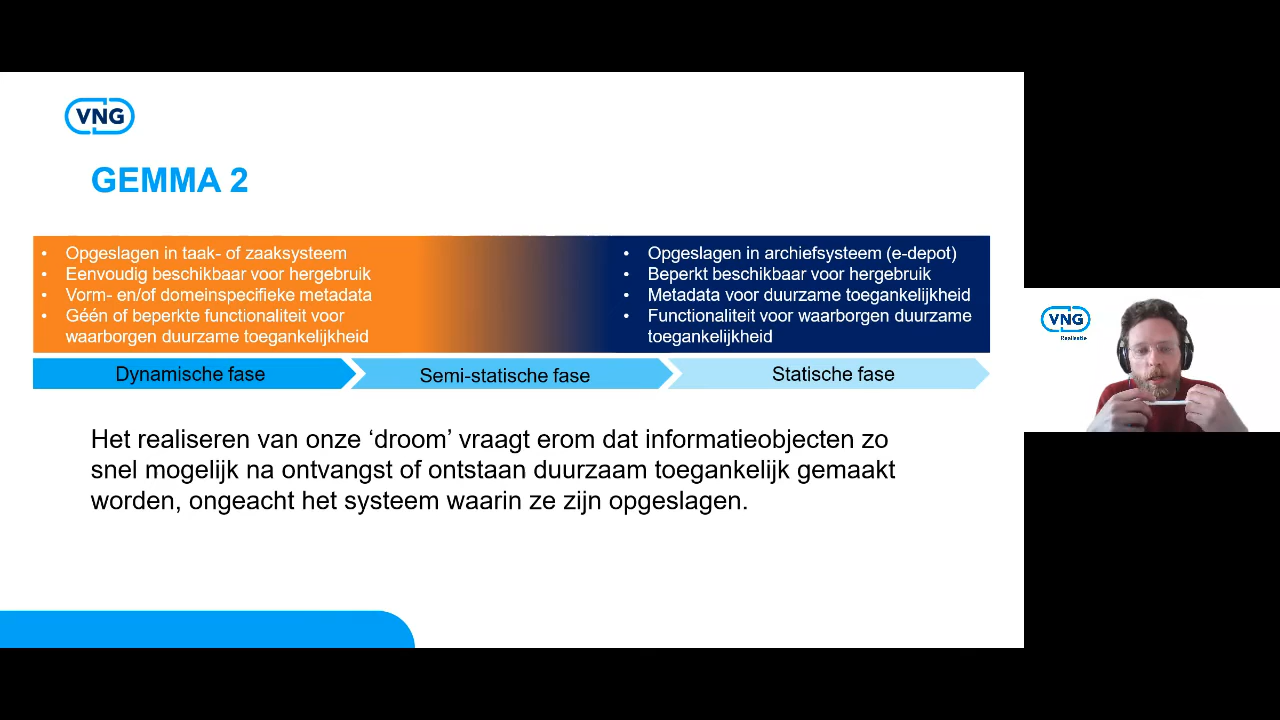 VNG
GEMMA 2
• Opgeslagen in taak- of zaaksysteem
• Eenvoudig beschikbaar voor hergebruik
• Vorm- en/of domeinspecifieke metadata
• Géén of beperkte functionaliteit voor
waarborgen duurzame toegankelijkheid
• Opgeslagen in archiefsysteem (e-depot)
• Beperkt beschikbaar voor hergebruik
• Metadata voor duurzame toegankelijkheid
• Functionaliteit voor waarborgen duurzame
toegankelijkheid
Dynamische fase
Semi-statische fase
Statische fase
Het realiseren van onze ‘droom’ vraagt erom dat informatieobjecten zo
snel mogelijk na ontvangst of ontstaan duurzaam toegankelijk gemaakt
worden, ongeacht het systeem waarin ze zijn opgeslagen.
VNG
Realisatie